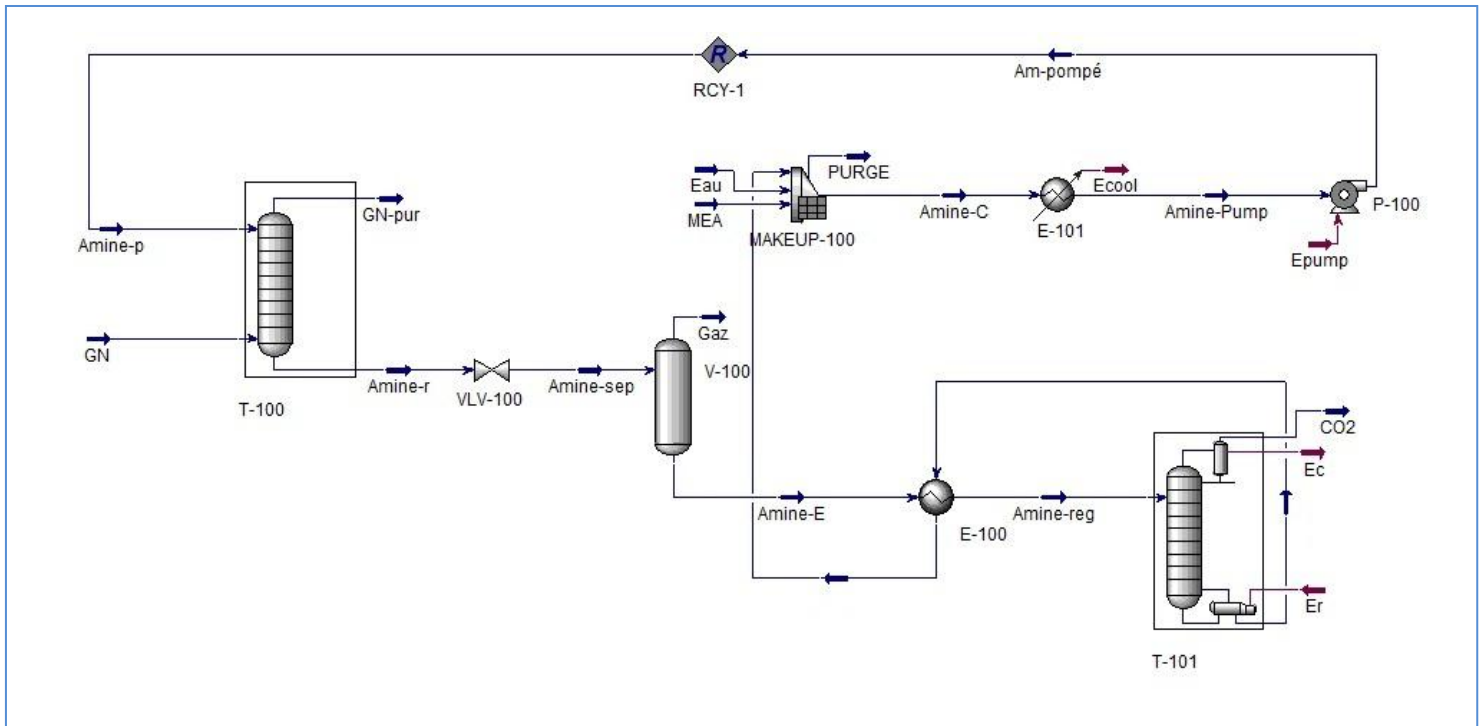 R
Am-pompé
RCY-1
PURGE
Eau
MEA
MAKEUP-100
Amine-C
Ecool
E-101
Amine-Pump
P-100
Epump
GN-pur
Amine-p
GN
T-100
Amine-r
VLV-100
Amine-sep
Gaz
V-100
Amine-E
E-100
Amine-reg
CO2
Ec
Er
T-101